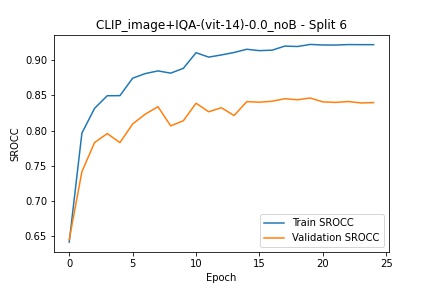 CLIP_image+IQA-(vit-14)-0.0_noB - Split 6
SROCC
0.90
0.85
0.80
0.75
0.70
0.65
Train SROCC
Validation SROCC
0 5 10 15 20 25
Epoch